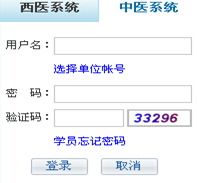 西医系统 中医系统
用户名：
选择单位帐号
密　码：
验证码： 33296
学员忘记密码
登录 取消